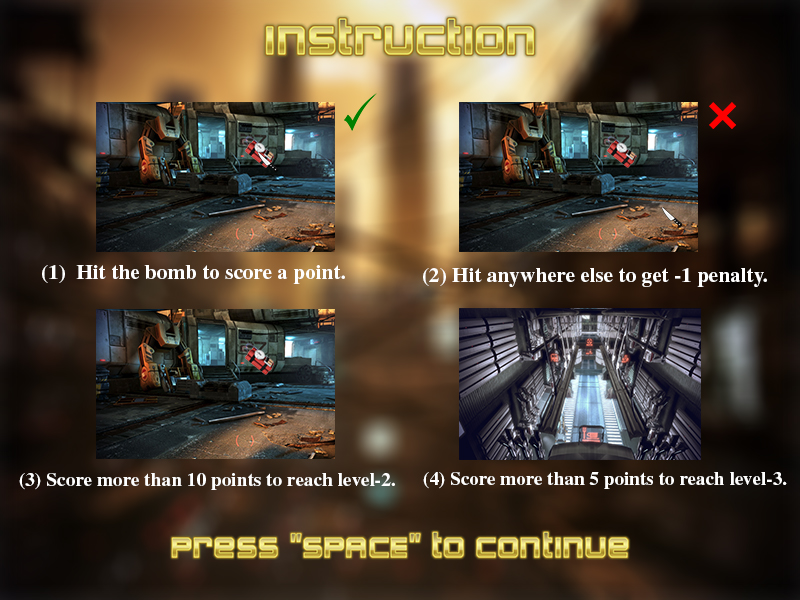 Instruction
(1) Hit the bomb to score a point.
(2) Hit anywhere else to get -1 penalty.
(3) Score more than 10 points to reach level-2.
(4) Score more than 5 points to reach level-3.
Press "SPACE" to continue